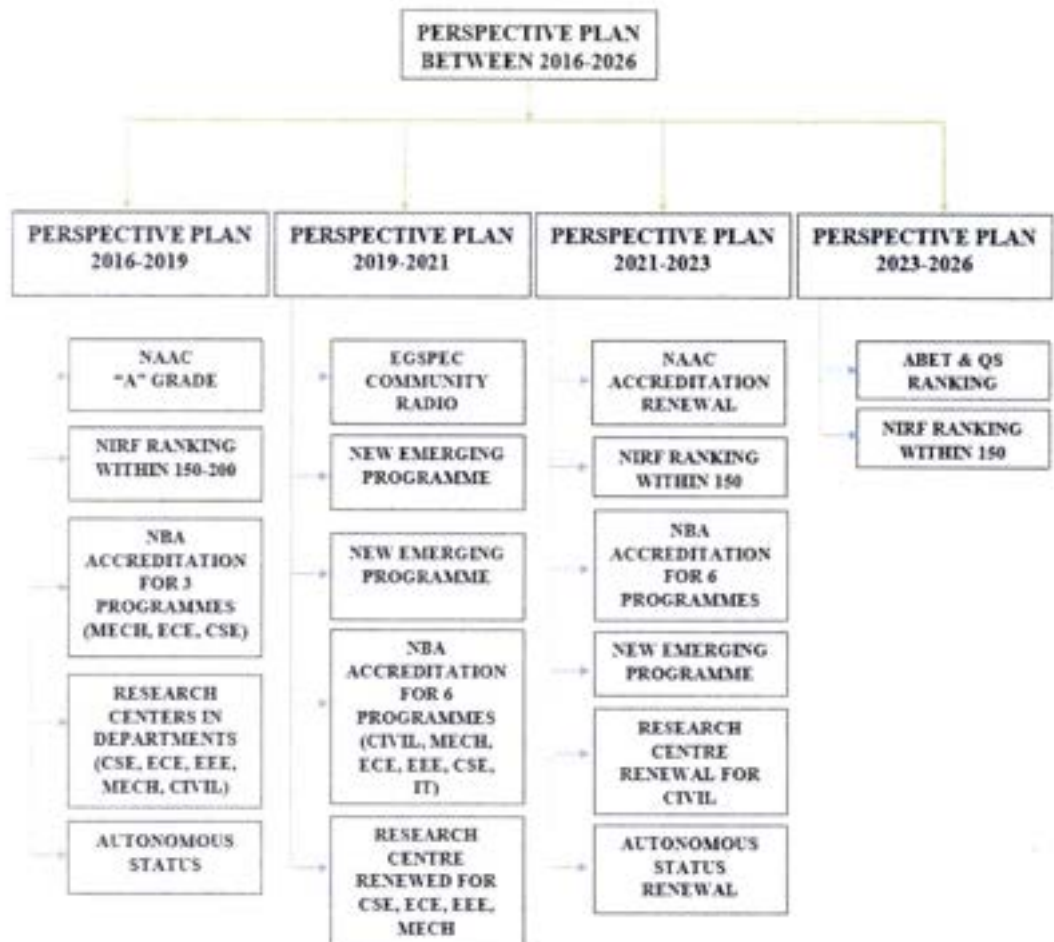 PERSPECTIVE PLAN
BETWEEN 2016-2026
PERSPECTIVE PLAN
2016-2019
NAAC
“A” GRADE
NIRF RANKING
WITHIN 150-200
NBA
ACCREDITATION
FOR 3
PROGRAMMES
(MECH, ECE, CSE)
RESEARCH
CENTERS IN
DEPARTMENTS
(CSE, ECE, EEE,
MECH, CIVIL)
AUTONOMOUS
STATUS
PERSPECTIVE PLAN
2019-2021
EGSPEC
COMMUNITY
RADIO
NEW EMERGING
PROGRAMME
NEW EMERGING
PROGRAMME
NBA
ACCREDITATION
FOR 6
PROGRAMMES
(CIVIL, MECH,
ECE, EEE, CSE,
IT)
RESEARCH
CENTRE
RENEWED FOR
CSE, ECE, EEE,
MECH
PERSPECTIVE PLAN
2021-2023
NAAC
ACCREDITATION
RENEWAL
NIRF RANKING
WITHIN 150
NBA
ACCREDITATION
FOR 6
PROGRAMMES
NEW EMERGING
PROGRAMME
RESEARCH
CENTRE
RENEWAL FOR
CIVIL
AUTONOMOUS
STATUS
RENEWAL
PERSPECTIVE PLAN
2023-2026
ABET & QS
RANKING
NIRF RANKING
WITHIN 150